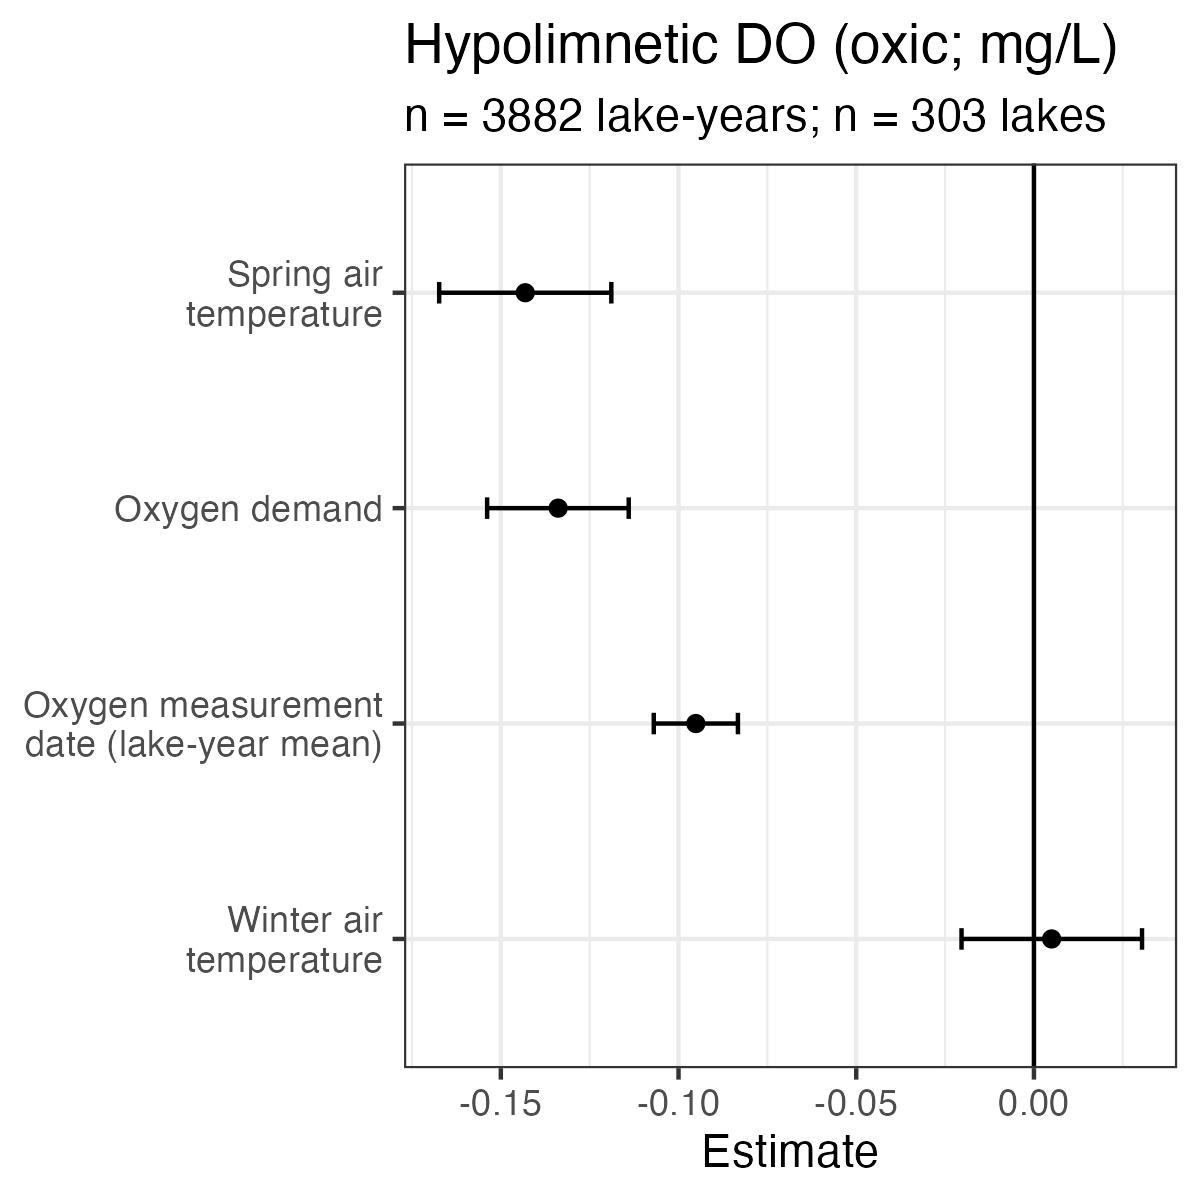 Hypolimnetic DO (oxic; mg/L)
n = 3882 lake-years; n = 303 lakes
Spring air
temperature
Oxygen demand
Oxygen measurement
date (lake-year mean)
Winter air
temperature
-0.15 -0.10 -0.05 0.00
Estimate